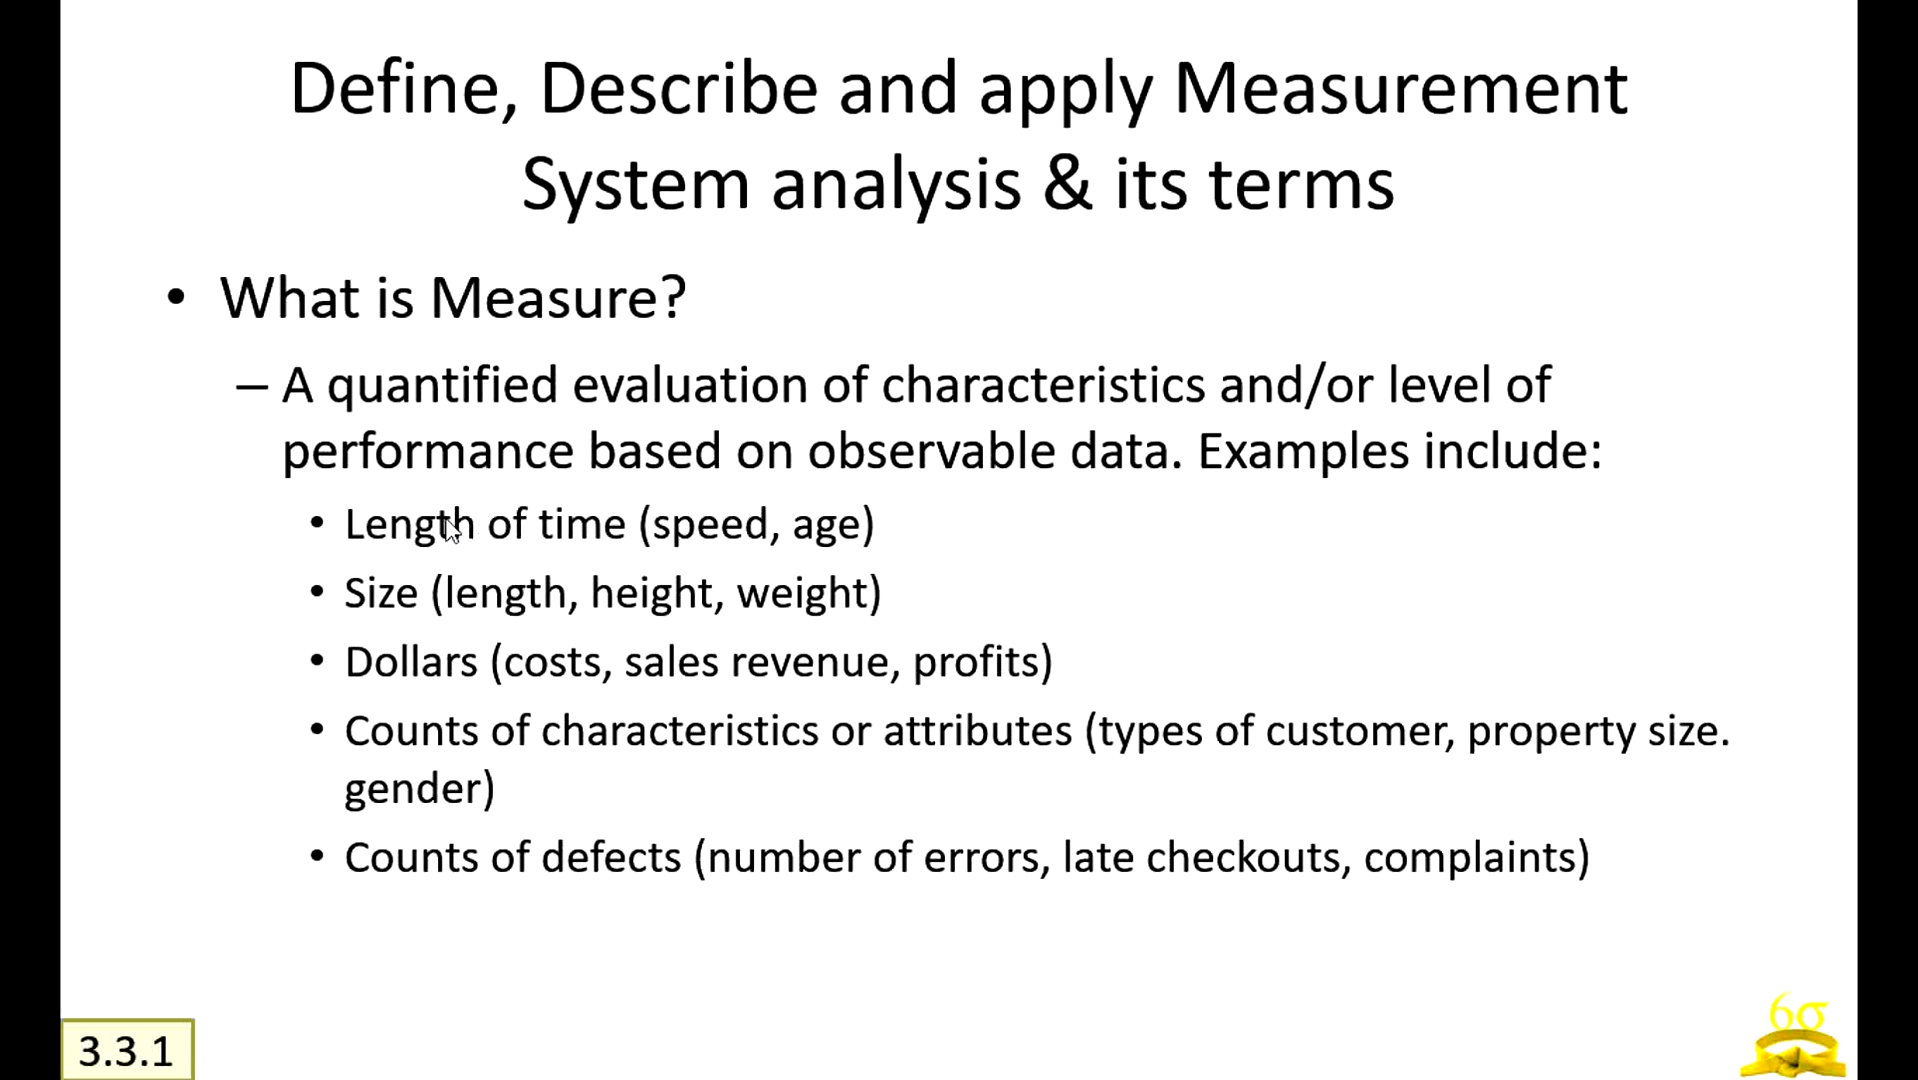 Define, Describe and apply Measurement
System analysis & its terms
• What is Measure?
– A quantified evaluation of characteristics and/or level of
performance based on observable data. Examples include:
• Length of time (speed, age)
• Size (length, height, weight)
• Dollars (costs, sales revenue, profits)
• Counts of characteristics or attributes (types of customer, property size.
gender)
• Counts of defects (number of errors, late checkouts, complaints)
3.3.1
6σ